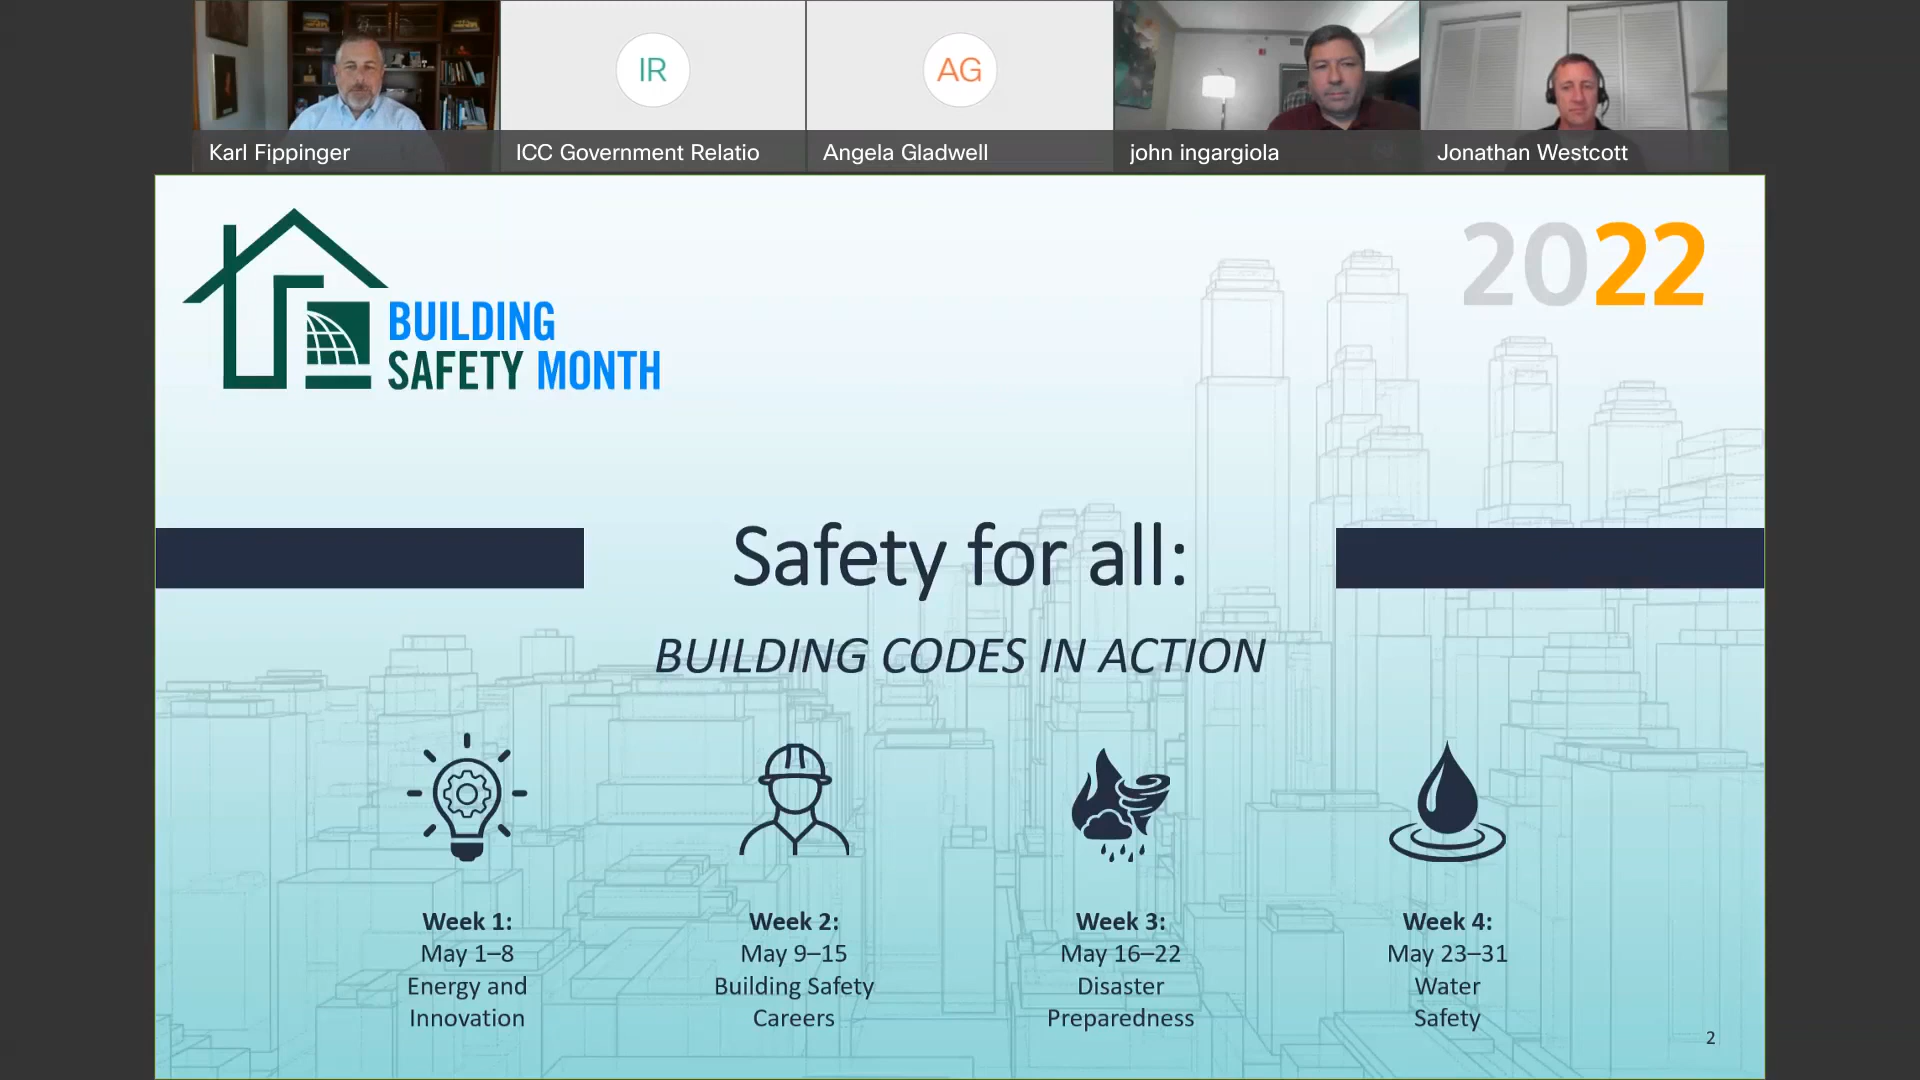 IR
AG
Karl Fippinger
ICC Government Relatio
Angela Gladwell
john ingargiola
Jonathan Westcott
2022
BUILDING
SAFETY MONTH
Safety for all:
BUILDING CODES IN ACTION
Week 1:
May 1–8
Energy and
Innovation
Week 2:
May 9–15
Building Safety
Careers
Week 3:
May 16–22
Disaster
Preparedness
Week 4:
May 23–31
Water
Safety
2